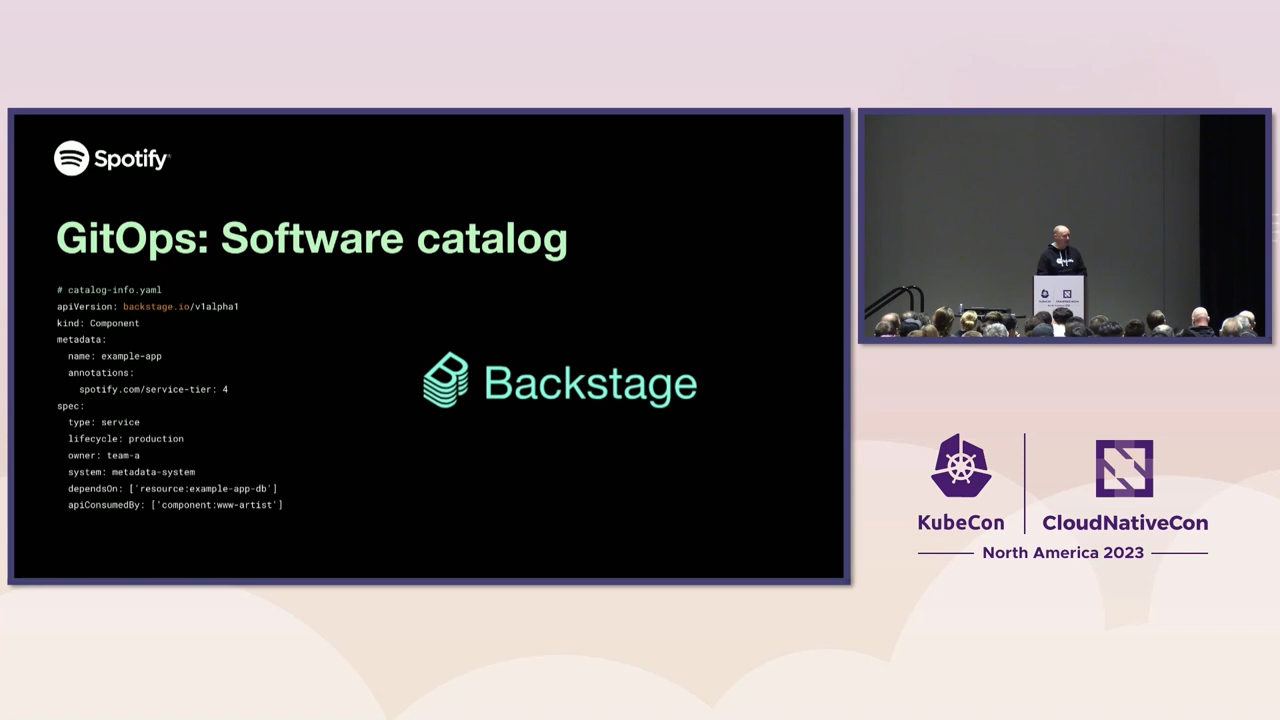 Spotify
GitOps: Software catalog
# catalog-info.yaml
apiVersion: backstage.io/v1alpha1
kind: Component
metadata:
  name: example-app
  annotations:
    spotify.com/service-tier: 4
spec:
  type: service
  lifecycle: production
  owner: team-a
  system: metadata-system
  dependsOn: ['resource:example-app-db']
  apiConsumedBy: ['component:www-artist']
Backstage
KubeCon
CloudNativeCon
North America 2023